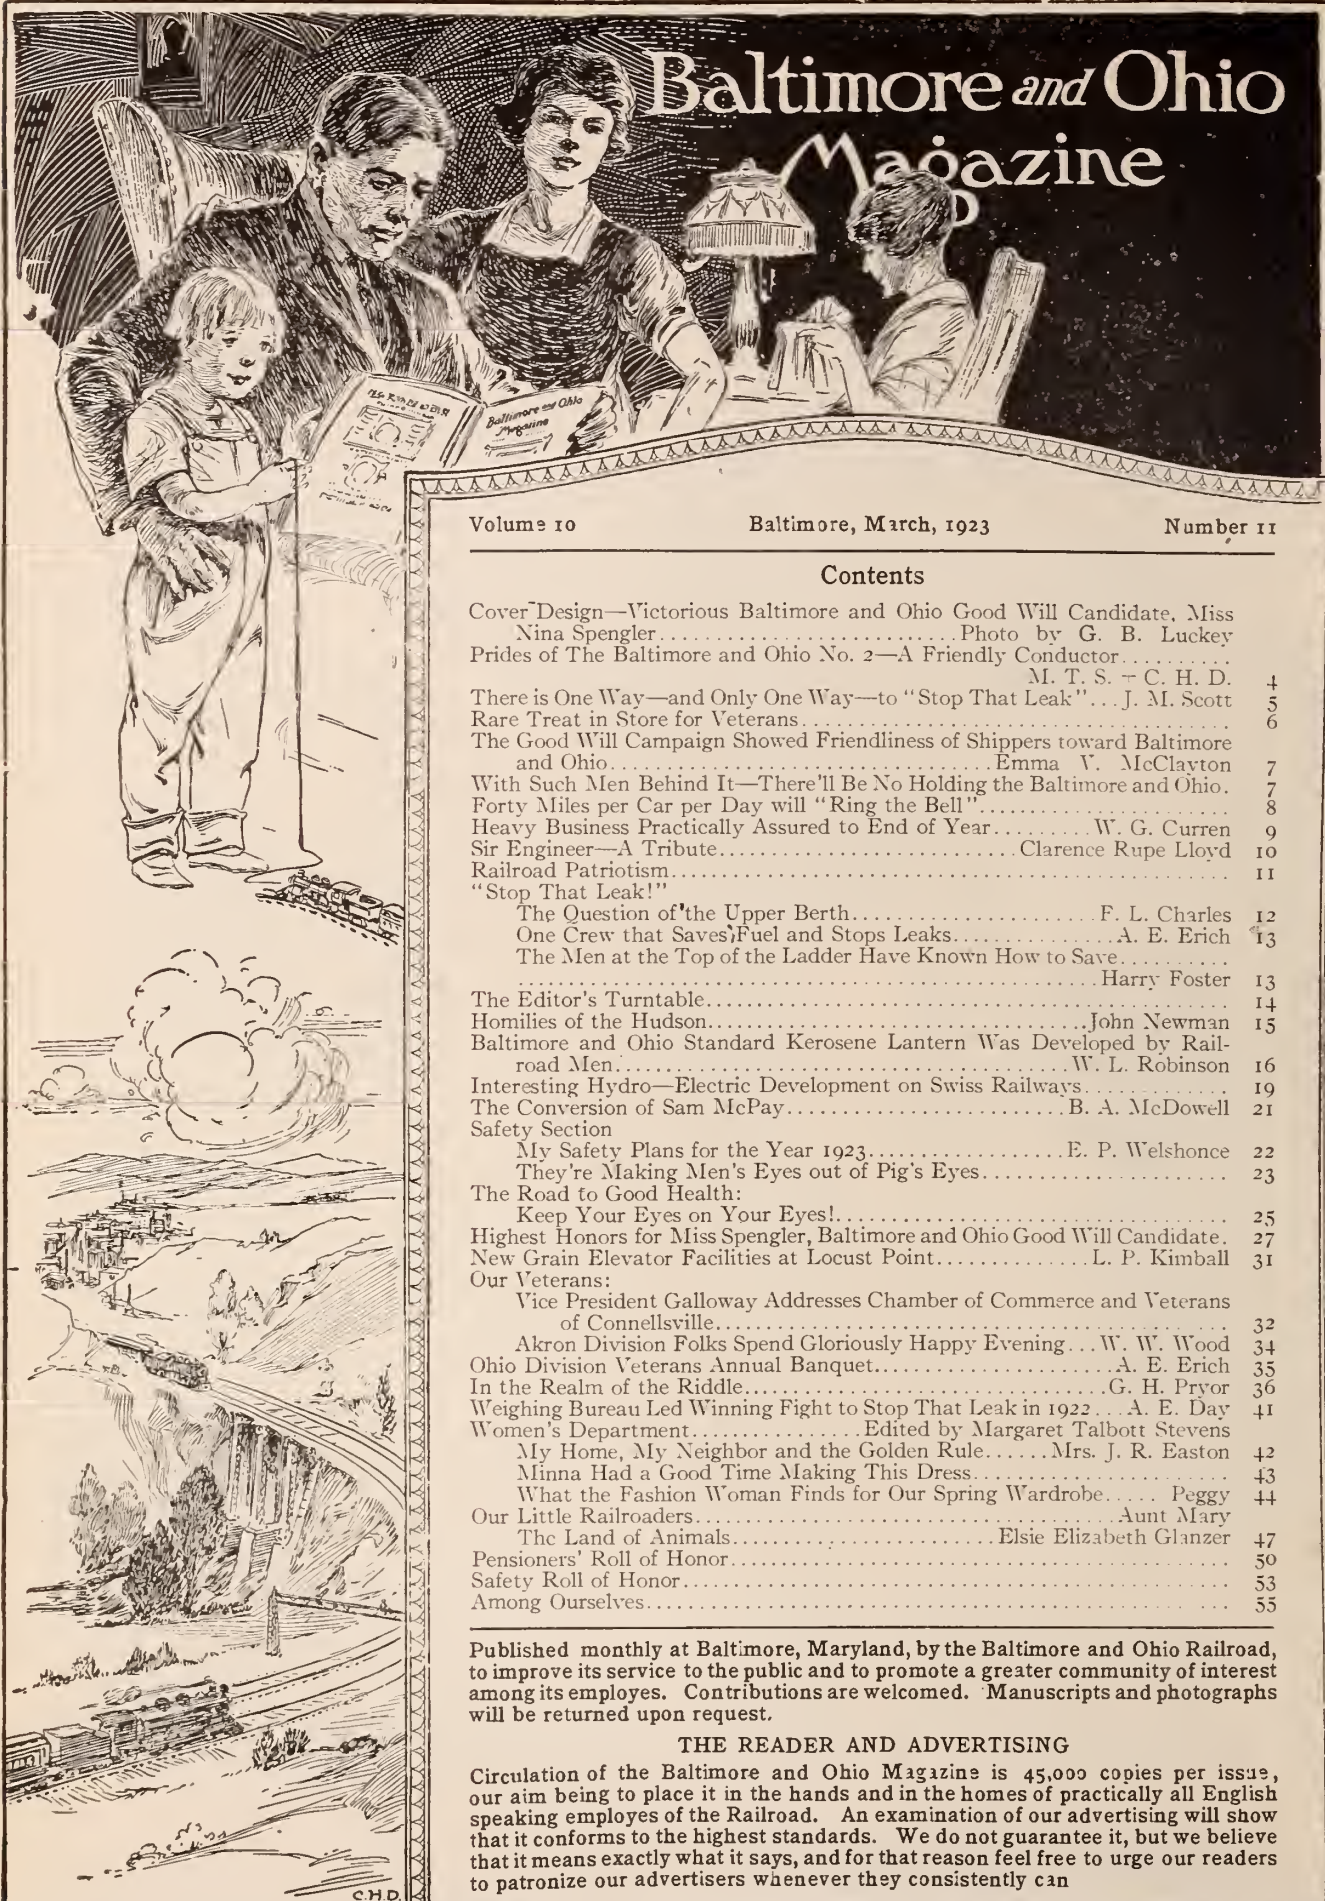 Baltimore and Ohio
Magazine
Baltimore and Ohio
Magazine
Volume 10 Baltimore, March, 1923 Number 11
Contents
Cover Design—Victorious Baltimore and Ohio Good Will Candidate, Miss
Nina Spengler.......................... Photo by G. B. Luckey
Prides of The Baltimore and Ohio No. 2—A Friendly Conductor..........
M. T. S. — C. H. D. 4
There is One Way—and Only One Way—to "Stop That Leak"...J. M. Scott 5
Rare Treat in Store for Veterans..................................... 6
The Good Will Campaign Showed Friendliness of Shippers toward Baltimore
and Ohio.................................Emma V. McClayton 7
With Such Men Behind It—There'll Be No Holding the Baltimore and Ohio. 7
Forty Miles per Car per Day will "Ring the Bell"...................... 8
Heavy Business Practically Assured to End of Year.........W. G. Curren 9
Sir Engineer—A Tribute..........................Clarence Rupe Lloyd 10
Railroad Patriotism................................................ 11
"Stop That Leak!"
The Question of the Upper Berth......................F. L. Charles 12
One Crew that Saves Fuel and Stops Leaks...............A. E. Erich 13
The Men at the Top of the Ladder Have Known How to Save..........
....................................................Harry Foster 13
The Editor's Turntable............................................. 14
Homilies of the Hudson..................................John Newman 15
Baltimore and Ohio Standard Kerosene Lantern Was Developed by Rail-
road Men.......................................W. L. Robinson 16
Interesting Hydro—Electric Development on Swiss Railways............. 19
The Conversion of Sam McPay........................B. A. McDowell 21
Safety Section
My Safety Plans for the Year 1923.................E. P. Welshonce 22
They're Making Men's Eyes out of Pig's Eyes...................... 23
The Road to Good Health:
Keep Your Eyes on Your Eyes!.................................... 25
Highest Honors for Miss Spengler, Baltimore and Ohio Good Will Candidate. 27
New Grain Elevator Facilities at Locust Point.............L. P. Kimball 31
Our Veterans:
Vice President Galloway Addresses Chamber of Commerce and Veterans
of Connellsville............................................. 32
Akron Division Folks Spend Gloriously Happy Evening...W. W. Wood 34
Ohio Division Veterans Annual Banquet.....................A. E. Erich 35
In the Realm of the Riddle................................G. H. Pryor 36
Weighing Bureau Led Winning Fight to Stop That Leak in 1922...A. E. Day 41
Women's Department..............Edited by Margaret Talbott Stevens
My Home, My Neighbor and the Golden Rule......Mrs. J. R. Easton 42
Minna Had a Good Time Making This Dress........................ 43
What the Fashion Woman Finds for Our Spring Wardrobe..... Peggy 44
Our Little Railroaders....................................Aunt Mary
The Land of Animals.......................Elsie Elizabeth Glanzer 47
Pensioners' Roll of Honor........................................... 50
Safety Roll of Honor............................................... 53
Among Ourselves................................................... 55
Published monthly at Baltimore, Maryland, by the Baltimore and Ohio Railroad,
to improve its service to the public and to promote a greater community of interest
among its employes. Contributions are welcomed. Manuscripts and photographs
will be returned upon request.
THE READER AND ADVERTISING
Circulation of the Baltimore and Ohio Magazine is 45,000 copies per issue,
our aim being to place it in the hands and in the homes of practically all English
speaking employes of the Railroad. An examination of our advertising will show
that it conforms to the highest standards. We do not guarantee it, but we believe
that it means exactly what it says, and for that reason feel free to urge our readers
to patronize our advertisers whenever they consistently can
C.H.D.